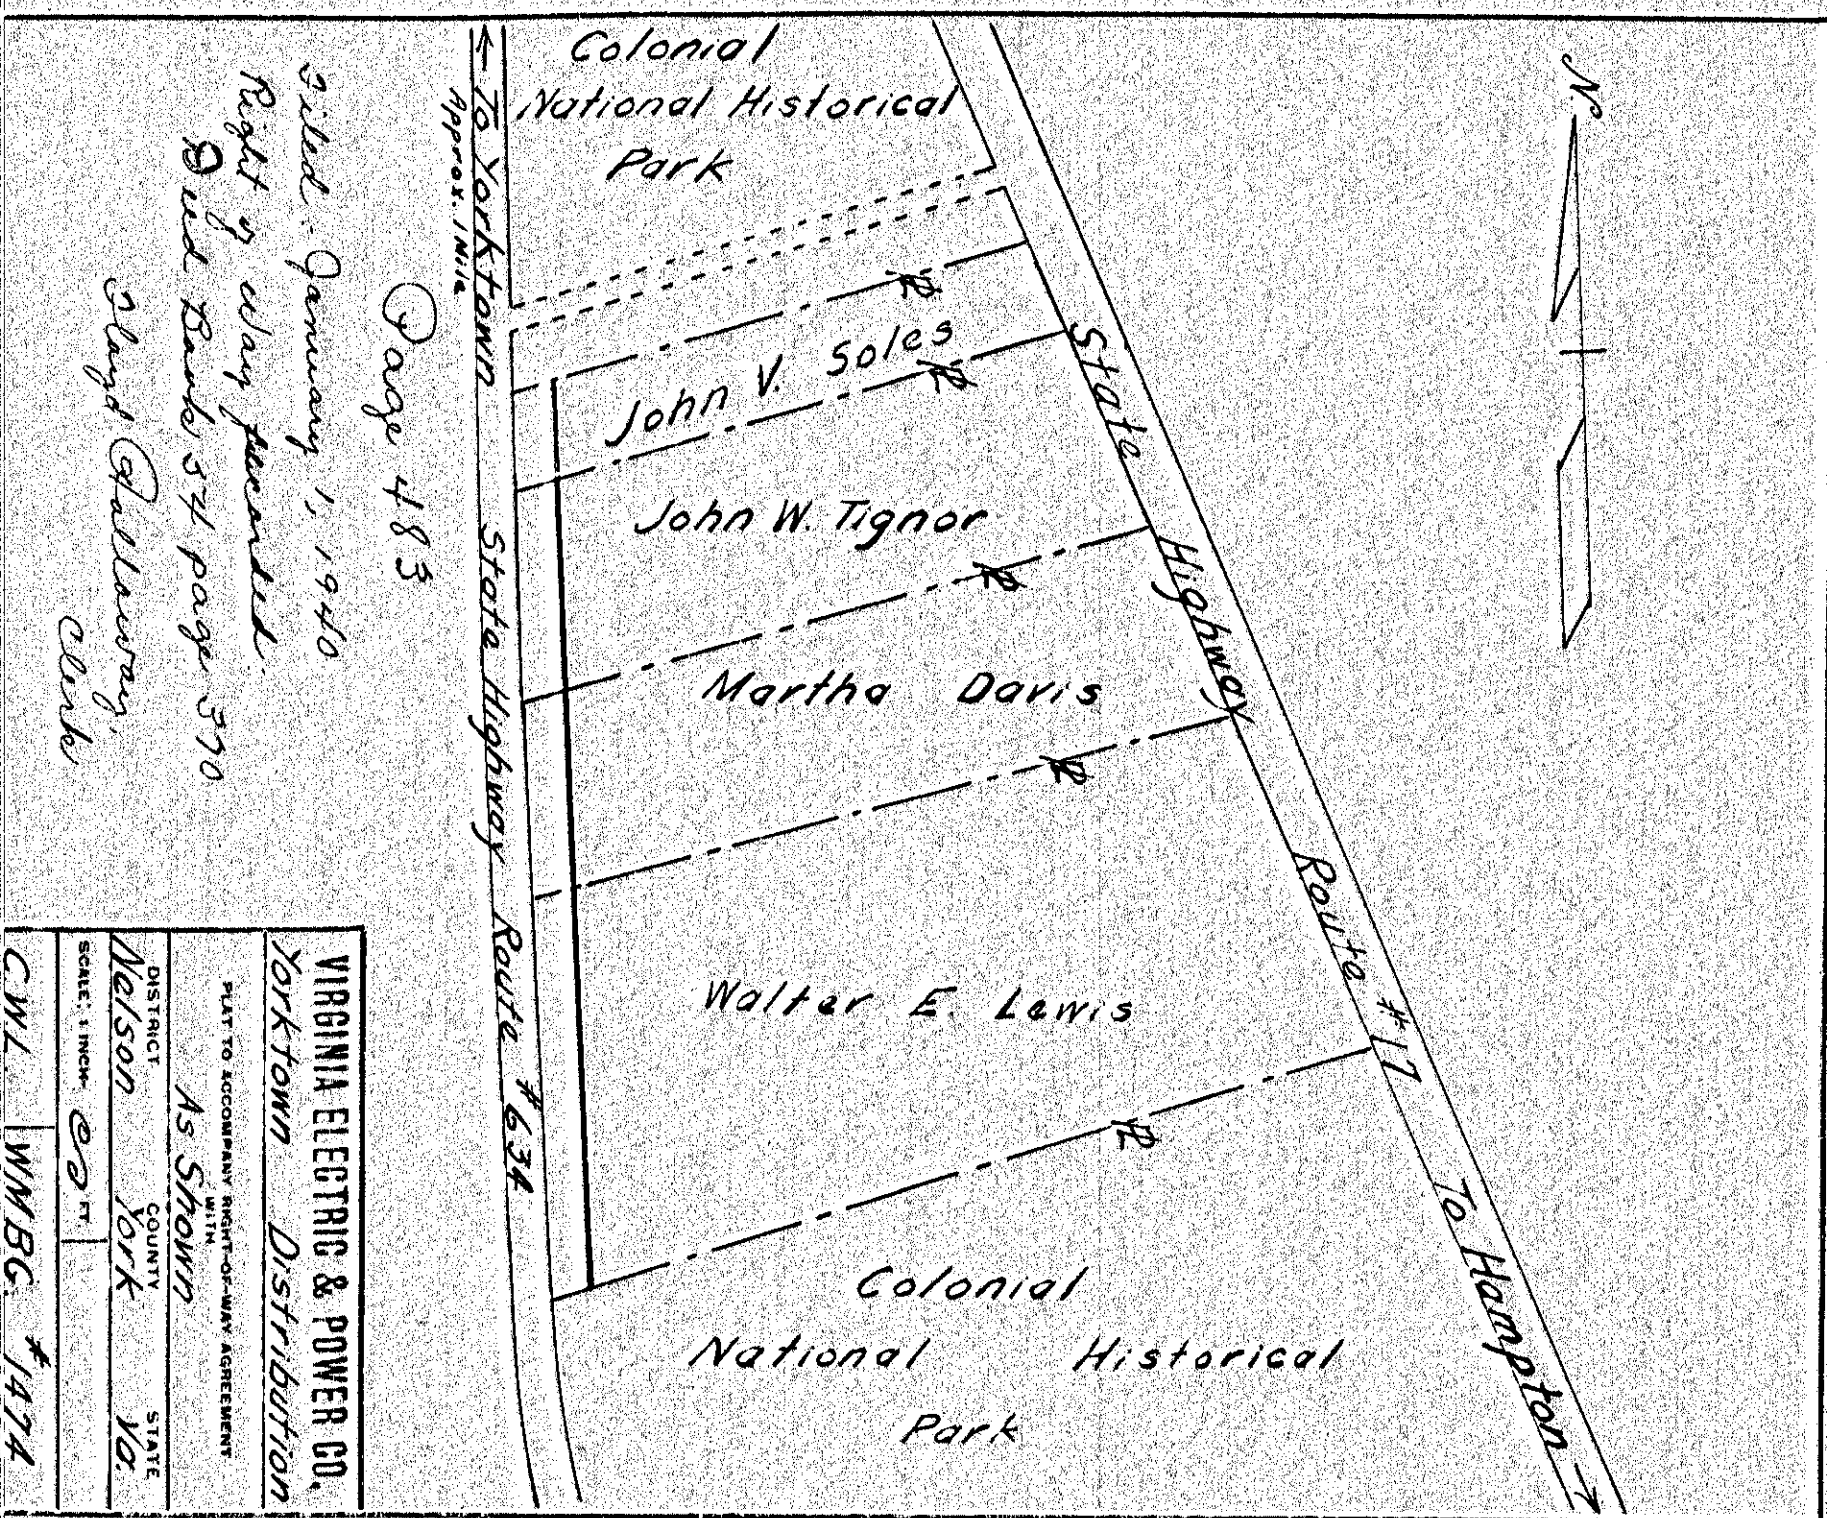 N.
Colonial
National Historical
Park
← To Yorktown
Approx. 1 Mile
State Highway Route #634
State Highway Route #17 To Hampton →
John V. Soles
John W. Tignor
Martha Davis
Walter E. Lewis
Colonial
National Historical
Park
Page 483
Filed January 1, 1940
Right of way recorded
Deed Book 54 page 370
Floyd Holloway,
Clerk
VIRGINIA ELECTRIC & POWER CO.
Yorktown Distribution
PLAT TO ACCOMPANY RIGHT-OF-WAY AGREEMENT
WITH
As Shown
DISTRICT COUNTY STATE
Nelson York Va.
SCALE, 1 INCH= FT.
C.W.L. WMBG. #1474